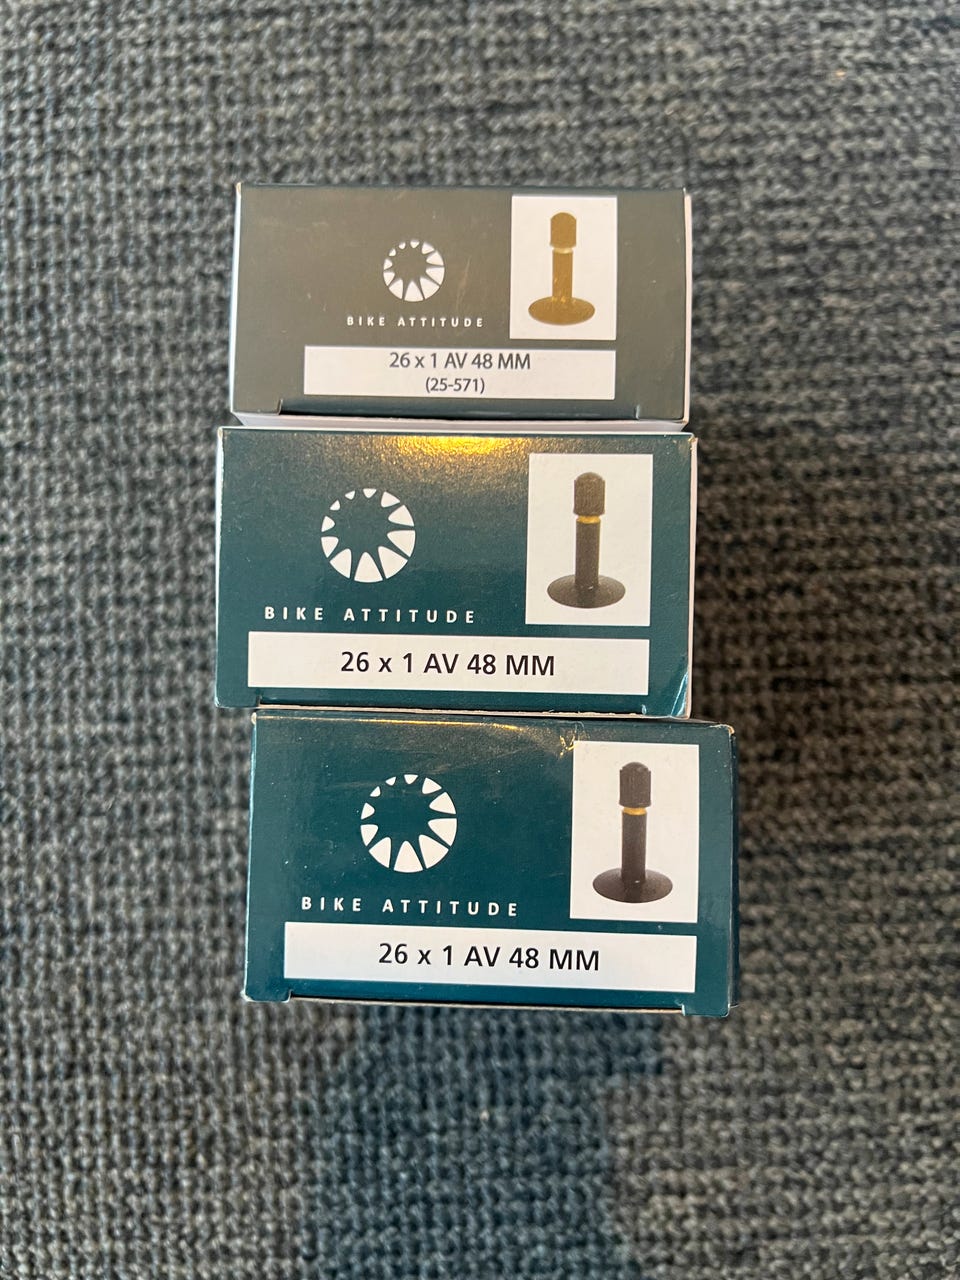 BIKE ATTITUDE
26 x 1 AV 48 MM
(25-571)
BIKE ATTITUDE
26 x 1 AV 48 MM
BIKE ATTITUDE
26 x 1 AV 48 MM